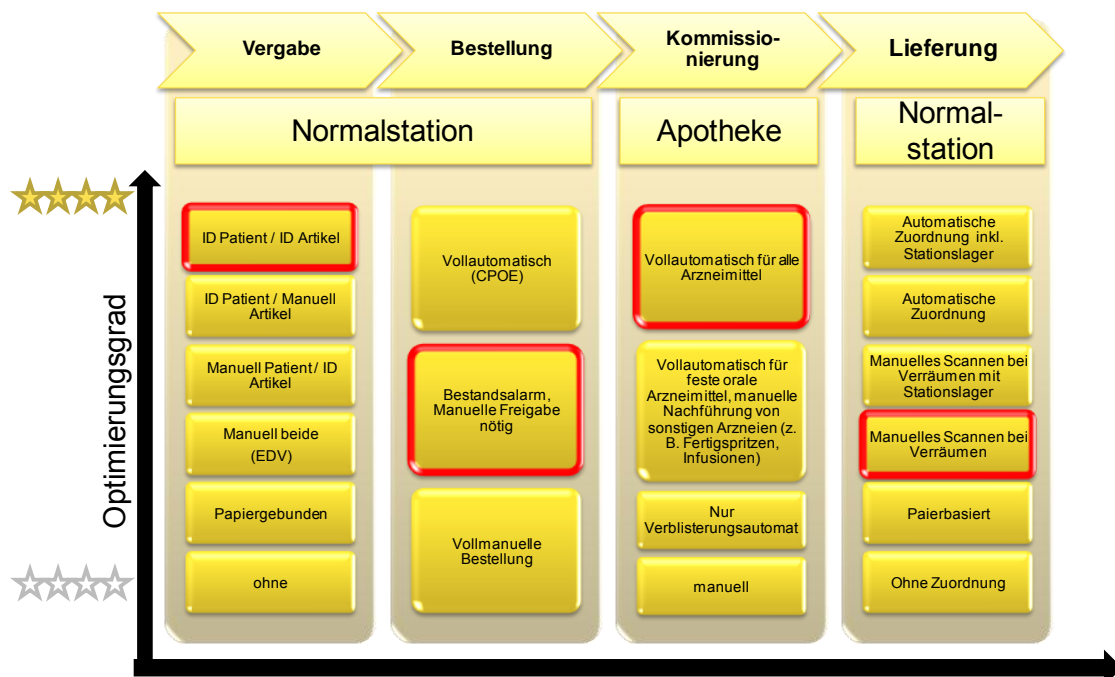 Vergabe
Bestellung
Kommissio-
nierung
Lieferung
Normalstation
Apotheke
Normal-
station
Optimierungsgrad
ID Patient / ID Artikel
ID Patient / Manuell
Artikel
Manuell Patient / ID
Artikel
Manuell beide
(EDV)
Papiergebunden
ohne
Vollautomatisch
(CPOE)
Bestandsalarm,
Manuelle Freigabe
nötig
Vollmanuelle
Bestellung
Vollautomatisch für alle
Arzneimittel
Vollautomatisch für
feste orale
Arzneimittel, manuelle
Nachführung von
sonstigen Arzneien (z.
B. Fertigspritzen,
Infusionen)
Nur
Verblisterungsautomat
manuell
Automatische
Zuordnung inkl.
Stationslager
Automatische
Zuordnung
Manuelles Scannen bei
Verräumen mit
Stationslager
Manuelles Scannen bei
Verräumen
Paierbasiert
Ohne Zuordnung